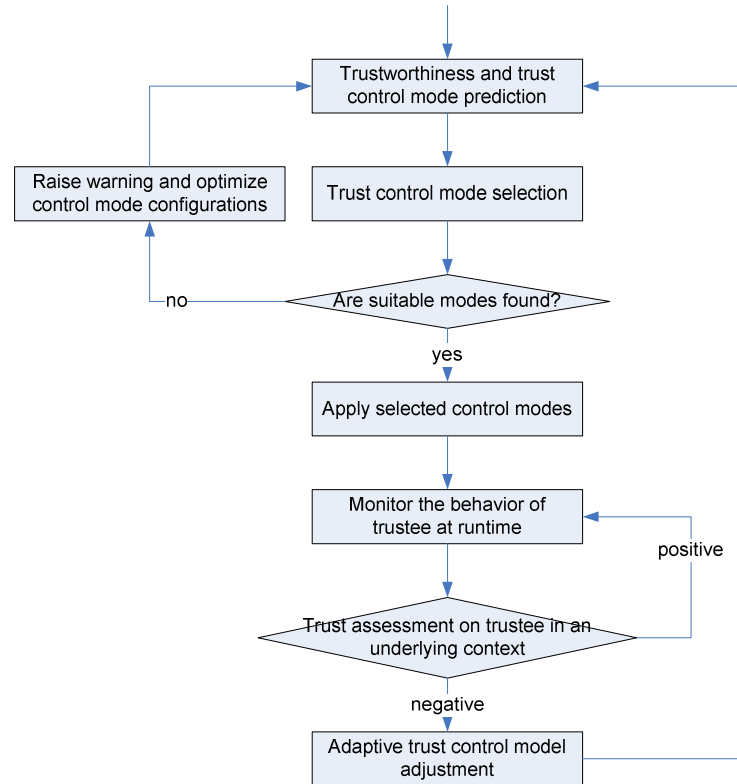 Trustworthiness and trust
control mode prediction
Raise warning and optimize
control mode configurations
Trust control mode selection
Are suitable modes found?
no
yes
Apply selected control modes
Monitor the behavior of
trustee at runtime
positive
Trust assessment on trustee in an
underlying context
negative
Adaptive trust control model
adjustment